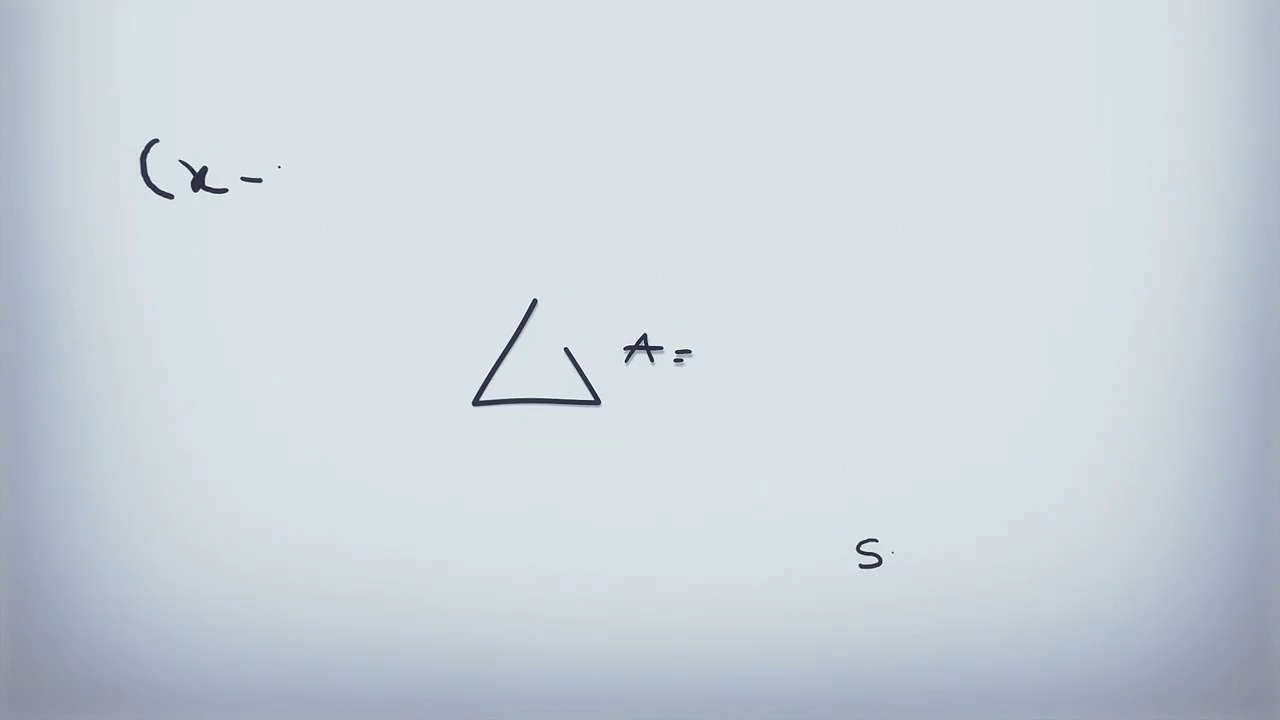 (x -
A =
S